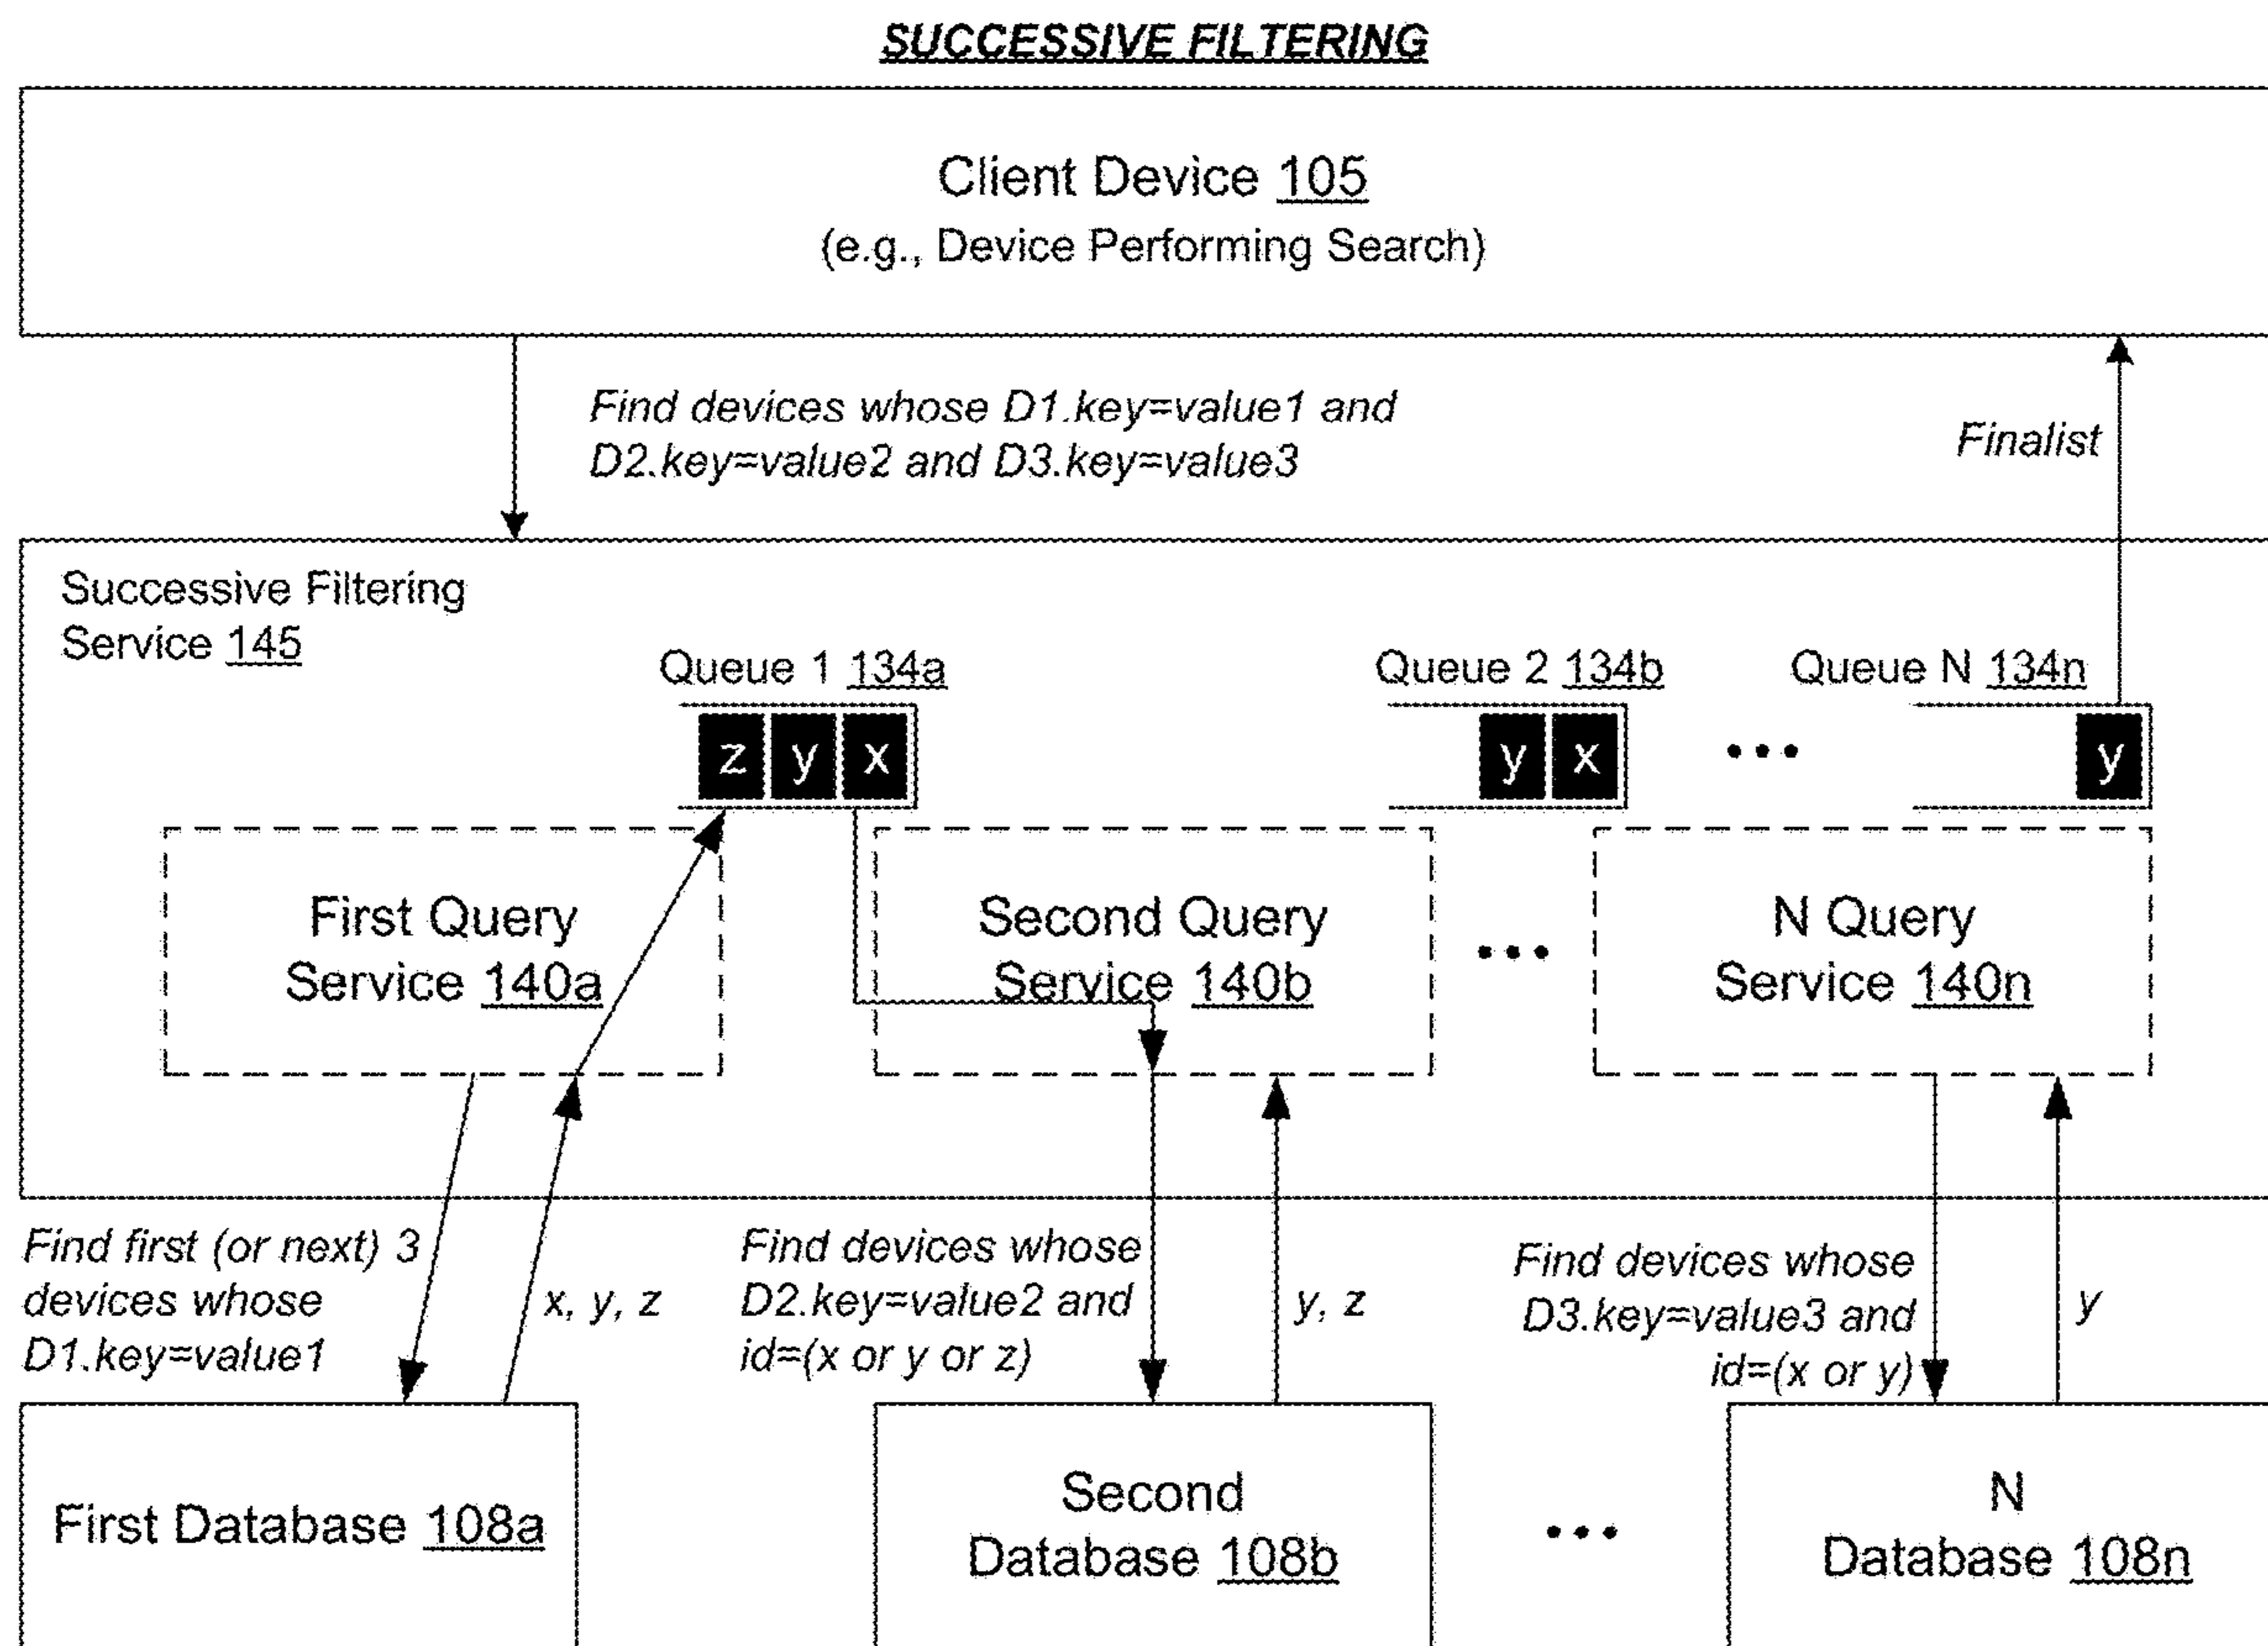 SUCCESSIVE FILTERING
Client Device 105
(e.g., Device Performing Search)
Find devices whose D1.key=value1 and
D2.key=value2 and D3.key=value3
Finalist
Successive Filtering
Service 145
Queue 1 134a
Queue 2 134b
Queue N 134n
z y x
y x
•••
y
First Query
Service 140a
Second Query
Service 140b
•••
N Query
Service 140n
Find first (or next) 3
devices whose
D1.key=value1
x, y, z
Find devices whose
D2.key=value2 and
id=(x or y or z)
y, z
Find devices whose
D3.key=value3 and
id=(x or y)
y
First Database 108a
Second
Database 108b
•••
N
Database 108n